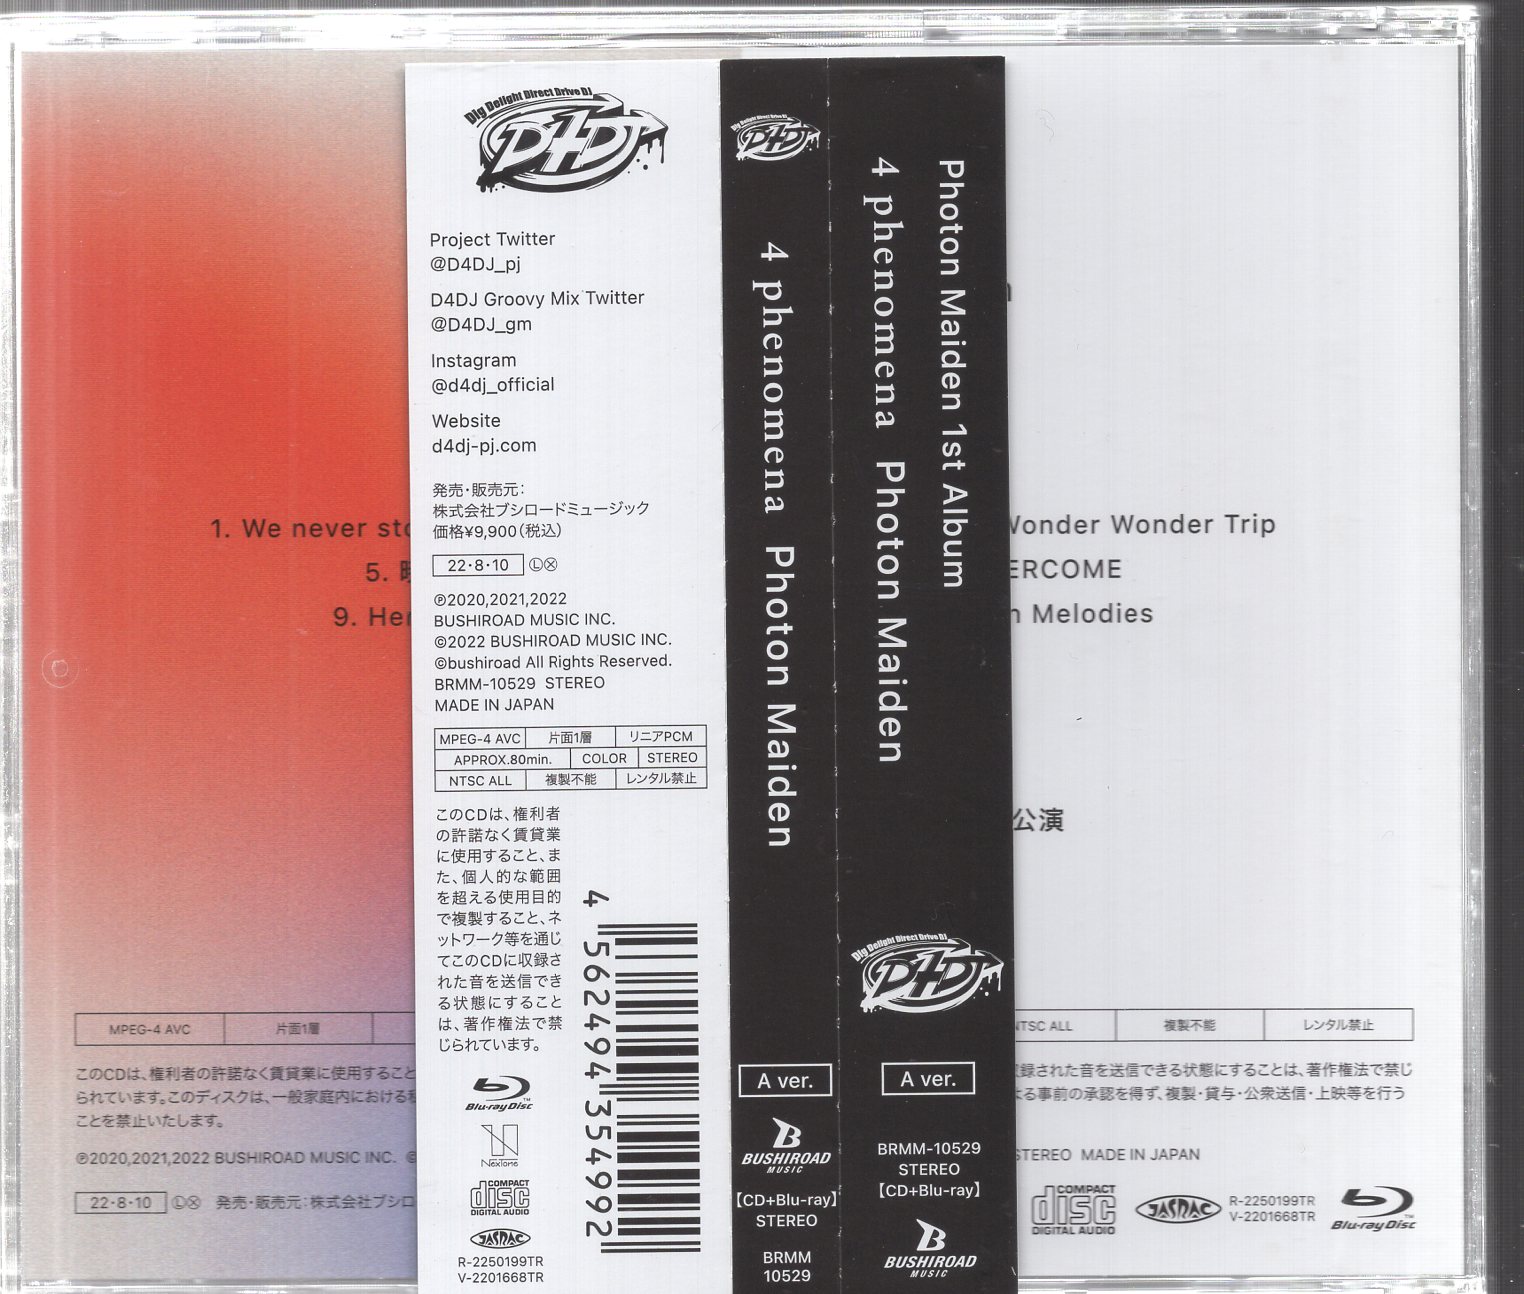 Dig Delight Direct Drive DJ
D4DJ
Project Twitter
@D4DJ_pj
D4DJ Groovy Mix Twitter
@D4DJ_gm
Instagram
@d4dj_official
Website
d4dj-pj.com
発売・販売元：
株式会社ブシロードミュージック
価格¥9,900（税込）
22・8・10 ⓁⓍ
℗2020,2021,2022
BUSHIROAD MUSIC INC.
©2022 BUSHIROAD MUSIC INC.
©bushiroad All Rights Reserved.
BRMM-10529 STEREO
MADE IN JAPAN
MPEG-4 AVC 片面1層 リニアPCM
APPROX.80min. COLOR STEREO
NTSC ALL 複製不能 レンタル禁止
このCDは、権利者
の許諾なく賃貸業
に使用すること、ま
た、個人的な範囲
を超える使用目的
で複製すること、ネ
ットワーク等を通じ
てこのCDに収録さ
れた音を送信でき
る状態にすること
は、著作権法で禁
じられています。
4 562494 354992
Blu-ray Disc
NexTone
COMPACT
disc
DIGITAL AUDIO
JASRAC
R-2250199TR
V-2201668TR
Dig Delight Direct Drive DJ
D4DJ
4 phenomena Photon Maiden
A ver.
BUSHIROAD
MUSIC
【CD+Blu-ray】
STEREO
BRMM
10529
Photon Maiden 1st Album
4 phenomena Photon Maiden
Dig Delight Direct Drive DJ
D4DJ
A ver.
BRMM-10529
STEREO
【CD+Blu-ray】
BUSHIROAD
MUSIC
1. We never
Wonder Wonder Trip
5.
ERCOME
9.
Melodies
公演
MPEG-4 AVC 片面1層
NTSC ALL 複製不能 レンタル禁止
このCDは、権利者の許諾なく賃貸業に使用すること
収録された音を送信できる状態にすることは、著作権法で禁じ
られています。このディスクは、一般家庭内における
よる事前の承認を得ず、複製・貸与・公衆送信・上映等を行う
ことを禁止いたします。
℗2020,2021,2022 BUSHIROAD MUSIC INC. ©
STEREO MADE IN JAPAN
22・8・10 ⓁⓍ 発売・販売元：株式会社ブシロ
COMPACT
disc
DIGITAL AUDIO
JASRAC
R-2250199TR
V-2201668TR
Blu-ray Disc